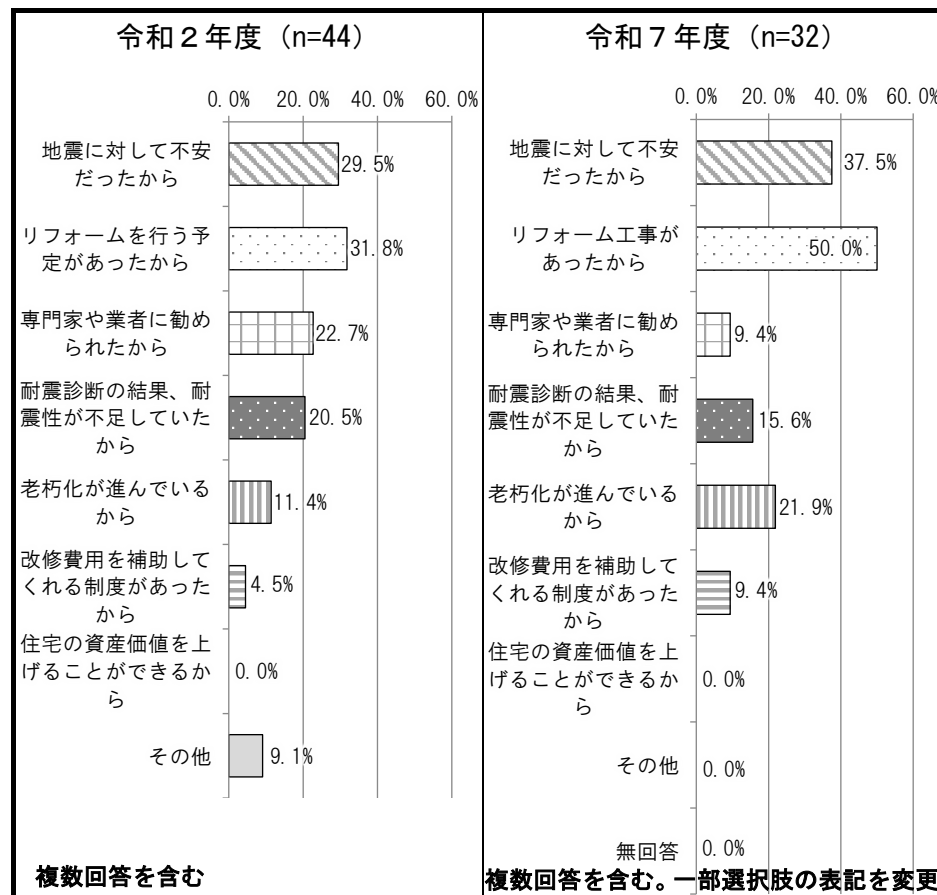 令和２年度（n=44）
0.0% 20.0% 40.0% 60.0%
地震に対して不安
だったから
29.5%
リフォームを行う予
定があったから
31.8%
専門家や業者に勧め
られたから
22.7%
耐震診断の結果、耐
震性が不足していた
から
20.5%
老朽化が進んでいる
から
11.4%
改修費用を補助して
くれる制度があった
から
4.5%
住宅の資産価値を上
げることができるか
ら
0.0%
その他
9.1%
複数回答を含む
令和７年度（n=32）
0.0% 20.0% 40.0% 60.0%
地震に対して不安
だったから
37.5%
リフォーム工事が
あったから
50.0%
専門家や業者に勧め
られたから
9.4%
耐震診断の結果、耐
震性が不足していた
から
15.6%
老朽化が進んでいる
から
21.9%
改修費用を補助して
くれる制度があった
から
9.4%
住宅の資産価値を上
げることができるか
ら
0.0%
その他
0.0%
無回答
0.0%
複数回答を含む。一部選択肢の表記を変更